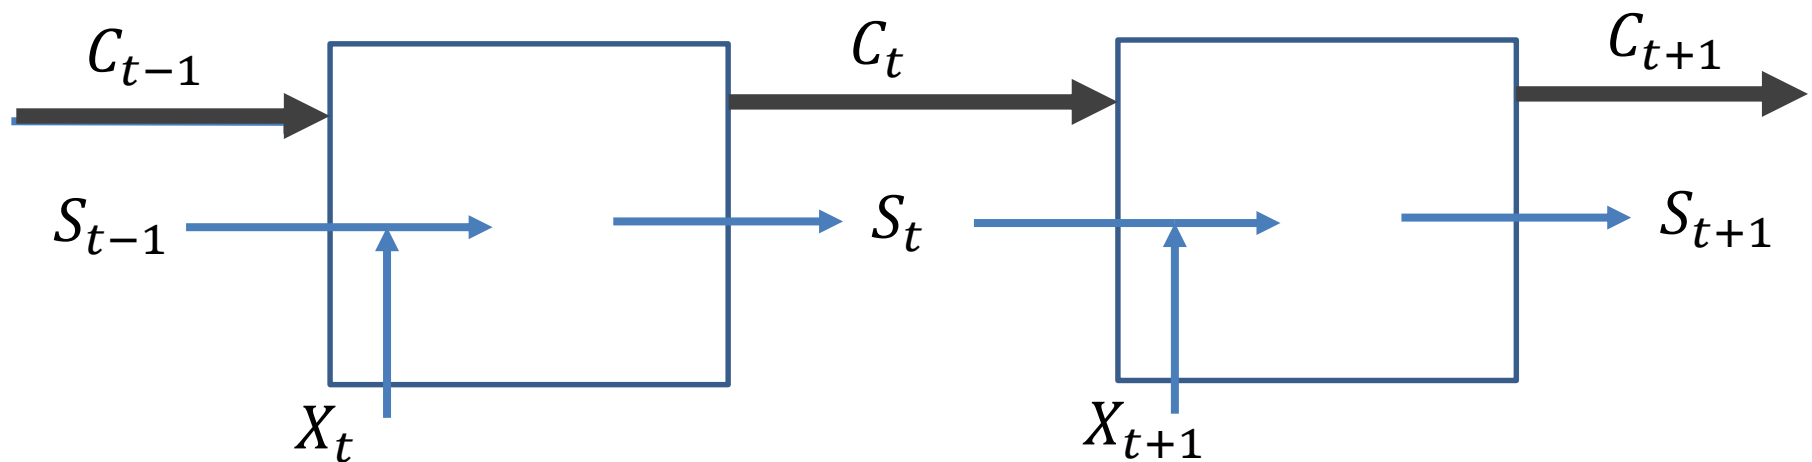 C_{t−1}
C_t
C_{t+1}
S_{t−1}
S_t
S_{t+1}
X_t
X_{t+1}